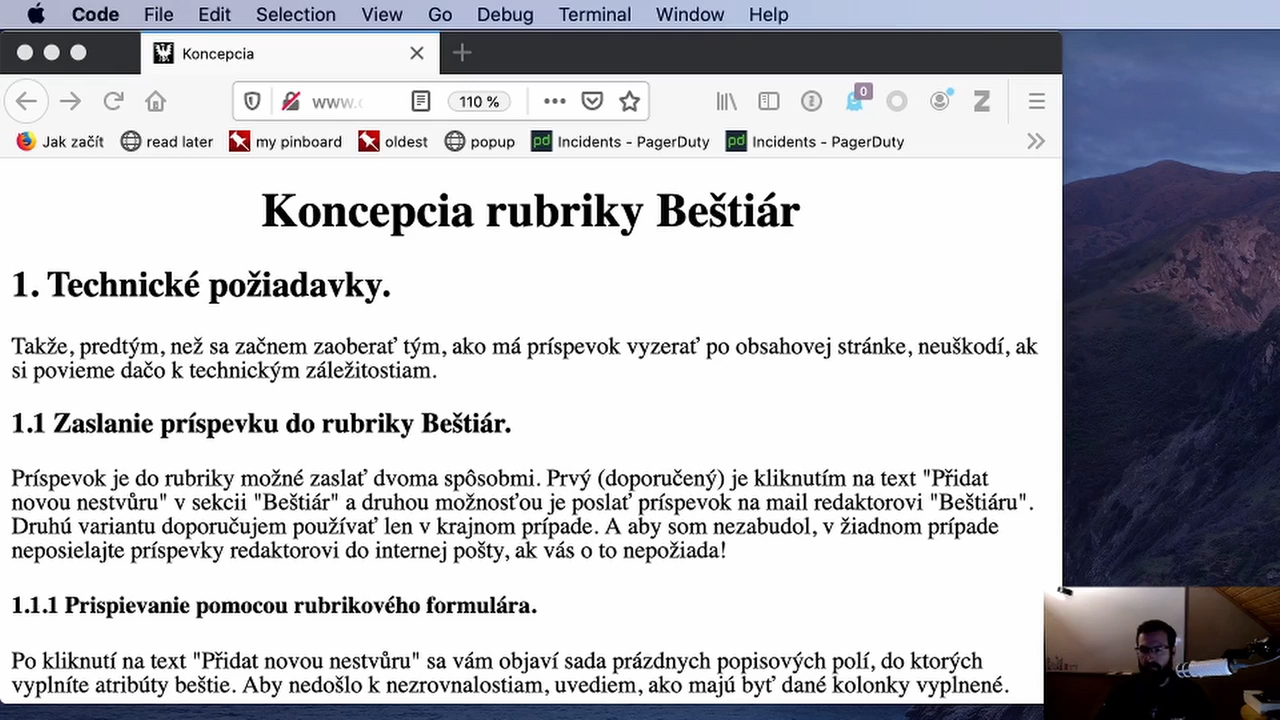 Code File Edit Selection View Go Debug Terminal Window Help
Koncepcia
www.c 110 % 0 Z
Jak začít read later my pinboard oldest popup pd Incidents - PagerDuty pd Incidents - PagerDuty
Koncepcia rubriky Beštiár
1. Technické požiadavky.
Takže, predtým, než sa začnem zaoberať tým, ako má príspevok vyzerať po obsahovej stránke, neuškodí, ak
si povieme dačo k technickým záležitostiam.
1.1 Zaslanie príspevku do rubriky Beštiár.
Príspevok je do rubriky možné zaslať dvoma spôsobmi. Prvý (doporučený) je kliknutím na text "Přidat
novou nestvůru" v sekcii "Beštiár" a druhou možnosťou je poslať príspevok na mail redaktorovi "Beštiáru".
Druhú variantu doporučujem používať len v krajnom prípade. A aby som nezabudol, v žiadnom prípade
neposielajte príspevky redaktorovi do internej pošty, ak vás o to nepožiada!
1.1.1 Prispievanie pomocou rubrikového formulára.
Po kliknutí na text "Přidat novou nestvůru" sa vám objaví sada prázdnych popisových polí, do ktorých
vyplníte atribúty beštie. Aby nedošlo k nezrovnalostiam, uvediem, ako majú byť dané kolonky vyplnené.